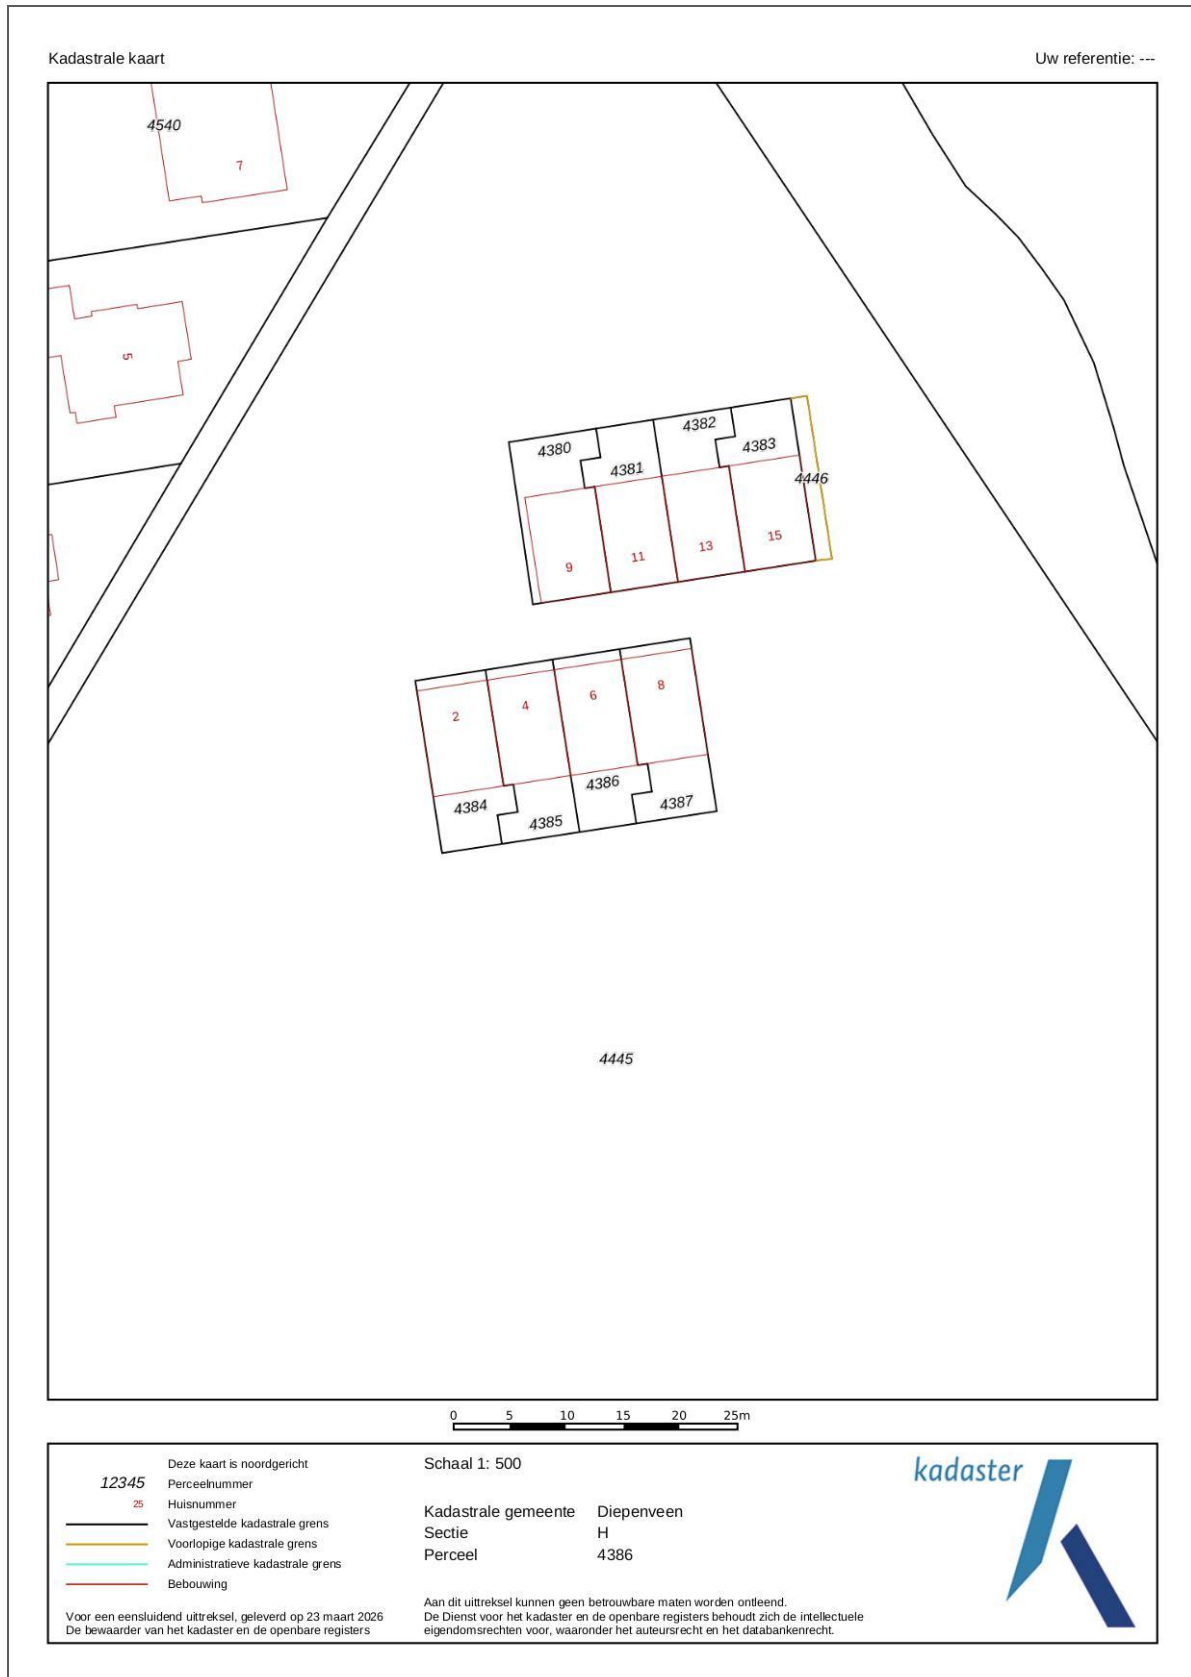 Kadastrale kaart
Uw referentie: ---
4540
7
5
4382
4380
4383
4381
4446
15
13
11
9
8
6
4
2
4386
4384
4387
4385
4445
0 5 10 15 20 25m
Deze kaart is noordgericht
12345 Perceelnummer
25 Huisnummer
Vastgestelde kadastrale grens
Voorlopige kadastrale grens
Administratieve kadastrale grens
Bebouwing
Voor een eensluidend uittreksel, geleverd op 23 maart 2026
De bewaarder van het kadaster en de openbare registers
Schaal 1: 500
Kadastrale gemeente Diepenveen
Sectie H
Perceel 4386
Aan dit uittreksel kunnen geen betrouwbare maten worden ontleend.
De Dienst voor het kadaster en de openbare registers behoudt zich de intellectuele
eigendomsrechten voor, waaronder het auteursrecht en het databankenrecht.
kadaster